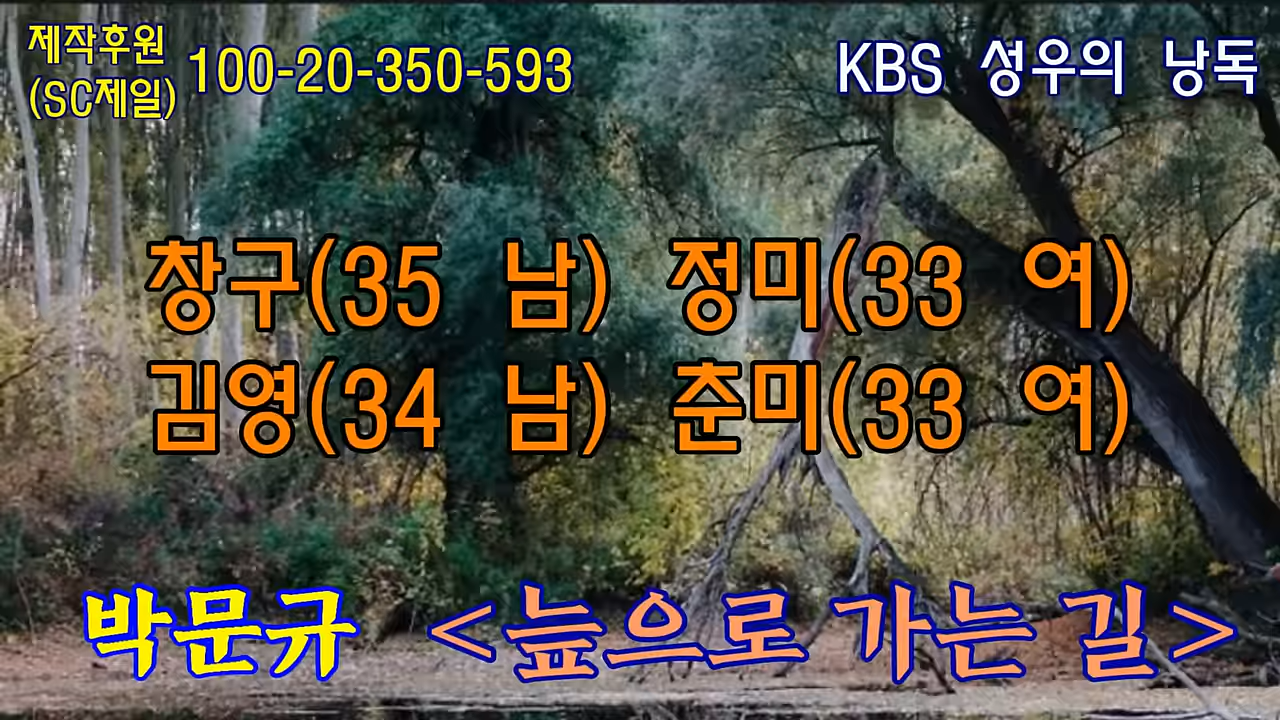 제작후원
(SC제일) 100-20-350-593
KBS 성우의 낭독
창구(35 남) 정미(33 여)
김영(34 남) 춘미(33 여)
박문규 <늪으로 가는 길>